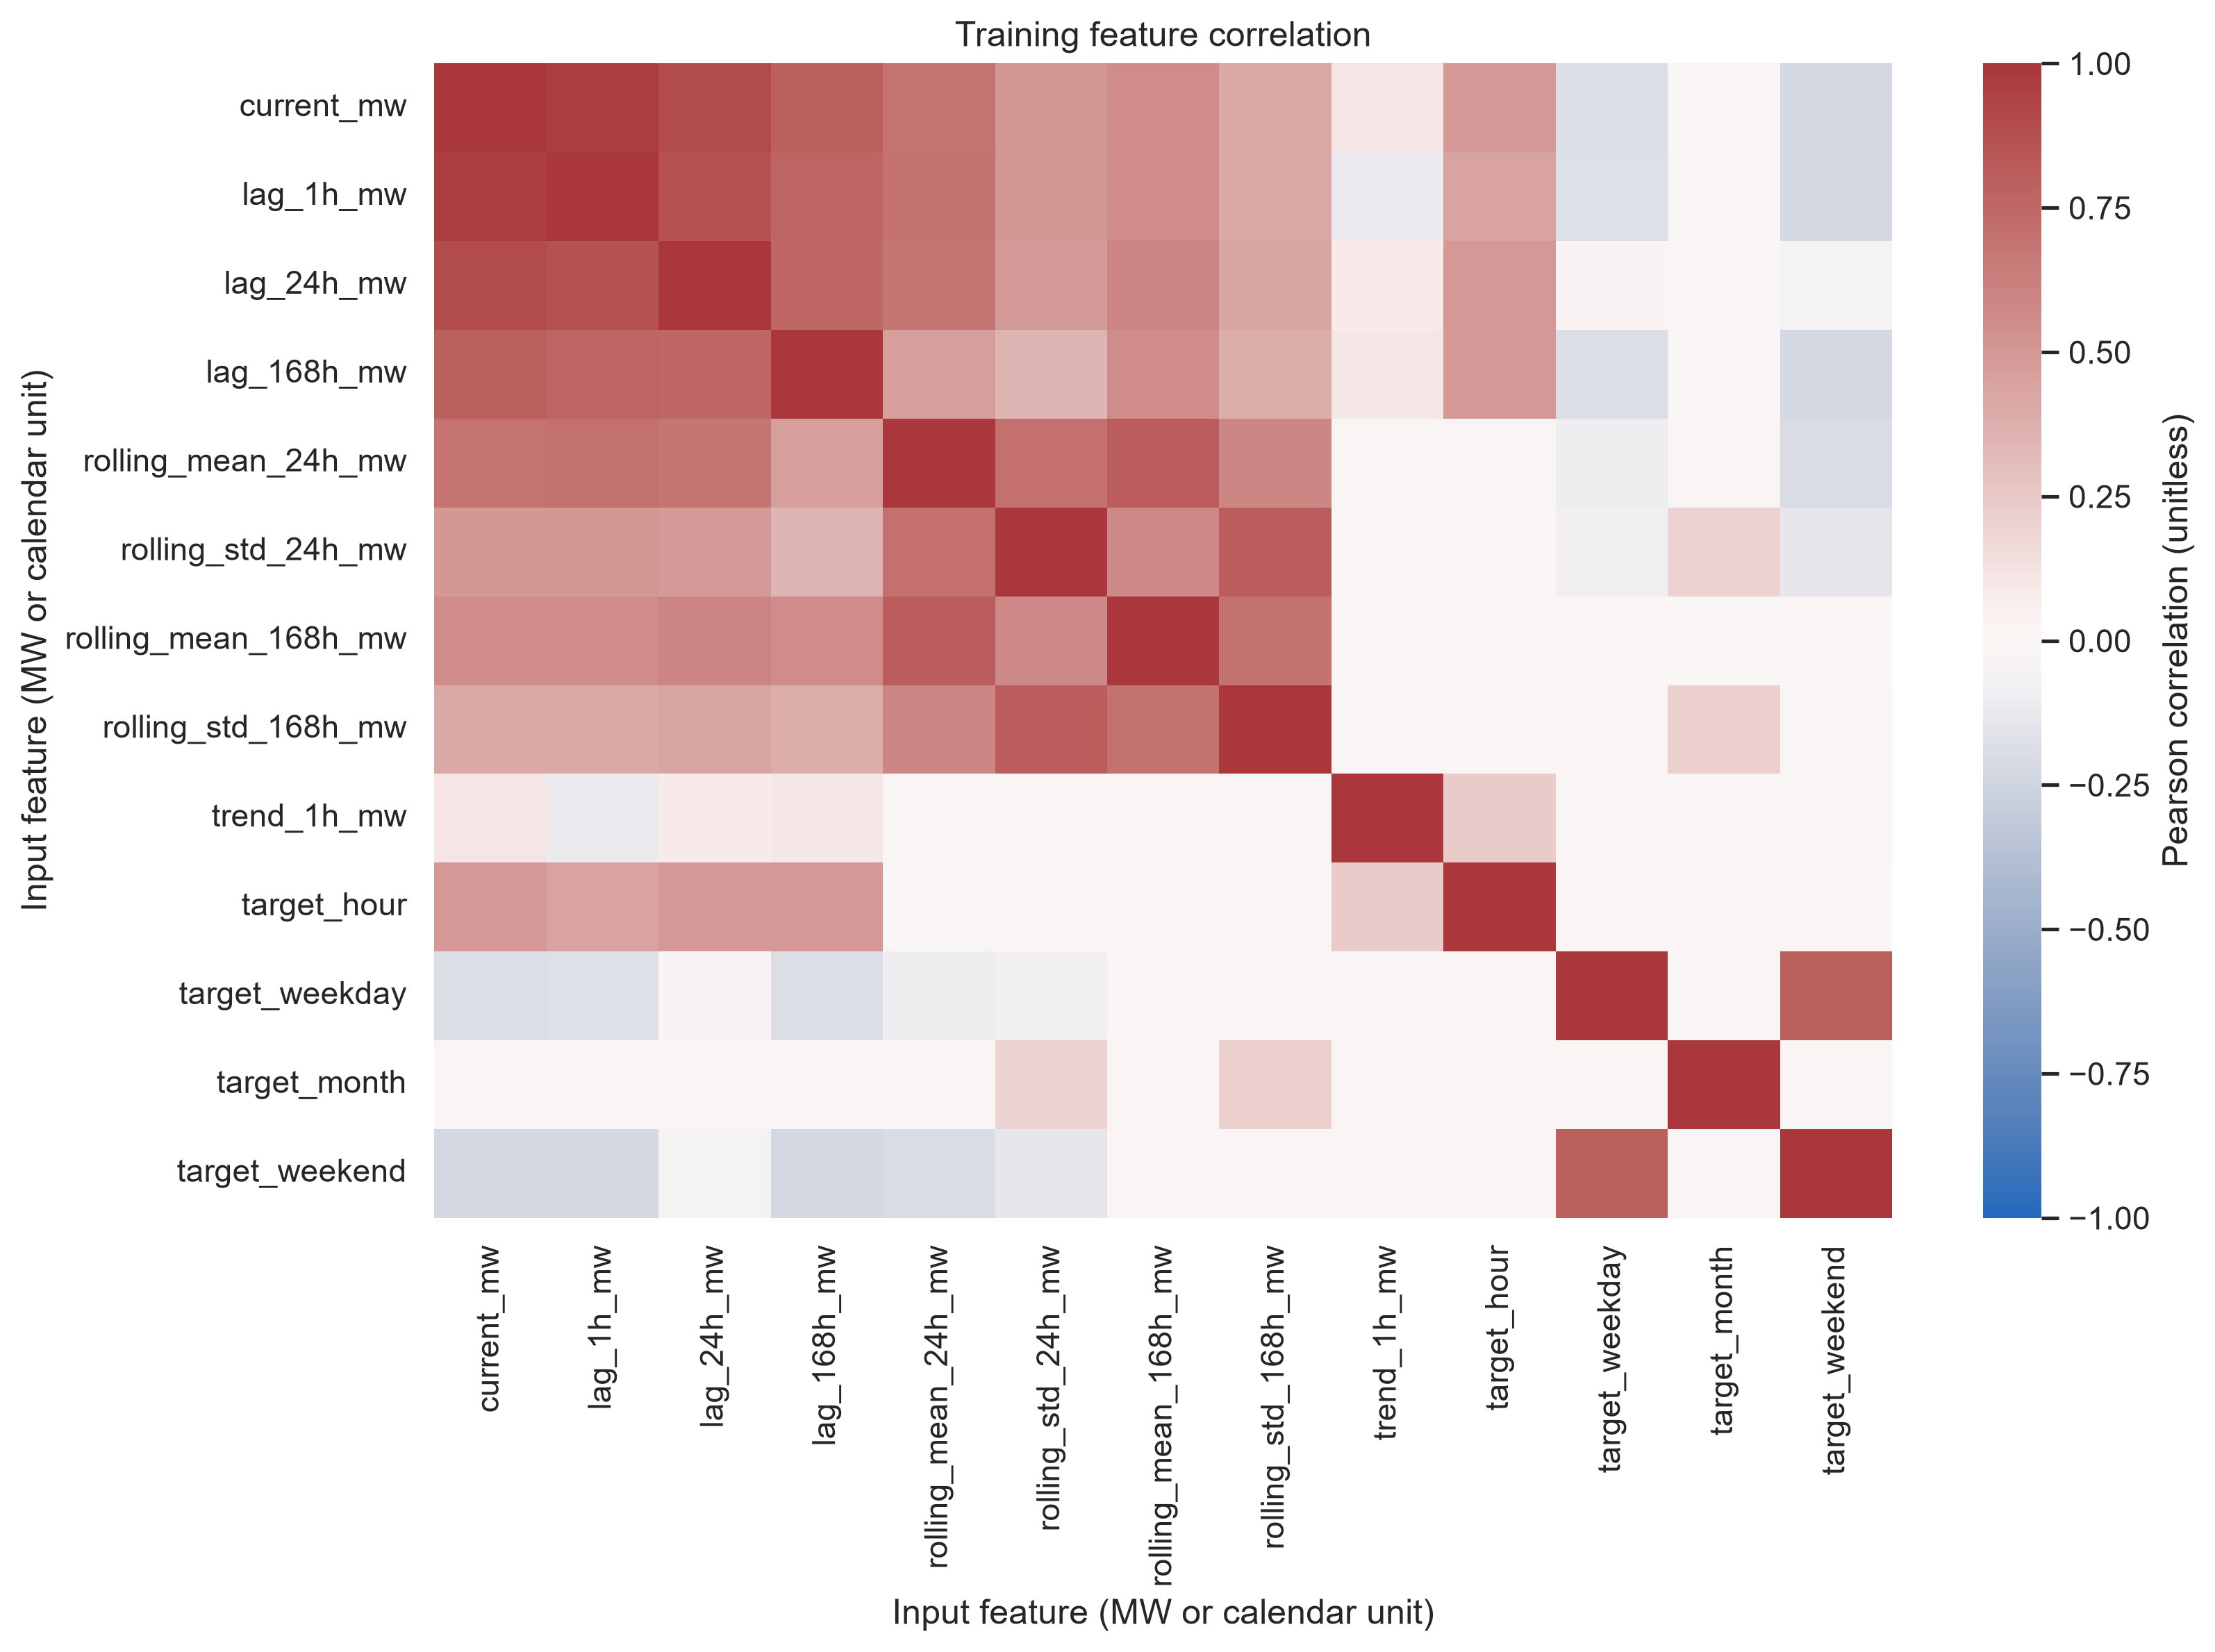 Training feature correlation
Input feature (MW or calendar unit)
current_mw
lag_1h_mw
lag_24h_mw
lag_168h_mw
rolling_mean_24h_mw
rolling_std_24h_mw
rolling_mean_168h_mw
rolling_std_168h_mw
trend_1h_mw
target_hour
target_weekday
target_month
target_weekend
current_mw
lag_1h_mw
lag_24h_mw
lag_168h_mw
rolling_mean_24h_mw
rolling_std_24h_mw
rolling_mean_168h_mw
rolling_std_168h_mw
trend_1h_mw
target_hour
target_weekday
target_month
target_weekend
Input feature (MW or calendar unit)
1.00
0.75
0.50
0.25
0.00
−0.25
−0.50
−0.75
−1.00
Pearson correlation (unitless)